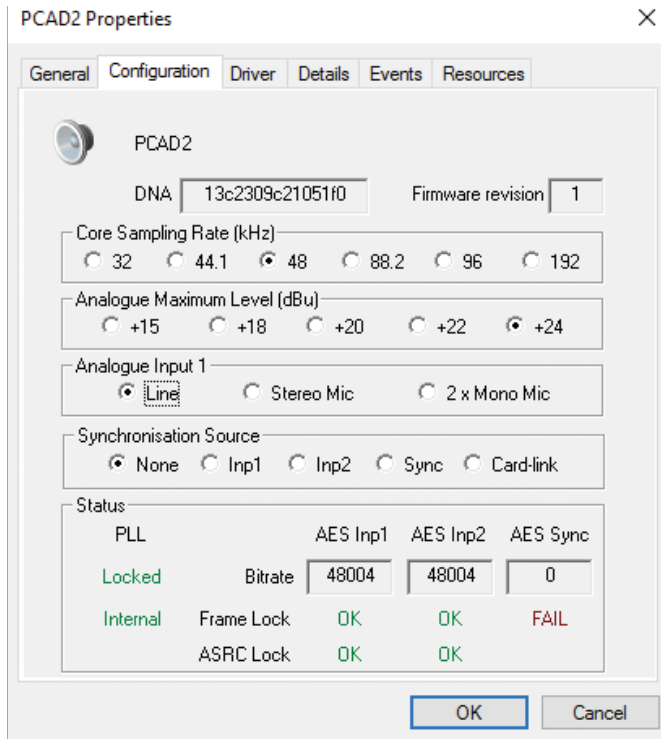 PCAD2 Properties
General Configuration Driver Details Events Resources
PCAD2
DNA 13c2309c21051f0 Firmware revision 1
Core Sampling Rate (kHz)
32 44.1 48 88.2 96 192
Analogue Maximum Level (dBu)
+15 +18 +20 +22 +24
Analogue Input 1
Line Stereo Mic 2 x Mono Mic
Synchronisation Source
None Inp1 Inp2 Sync Card-link
Status
PLL AES Inp1 AES Inp2 AES Sync
Locked Bitrate 48004 48004 0
Internal Frame Lock OK OK FAIL
ASRC Lock OK OK
OK Cancel